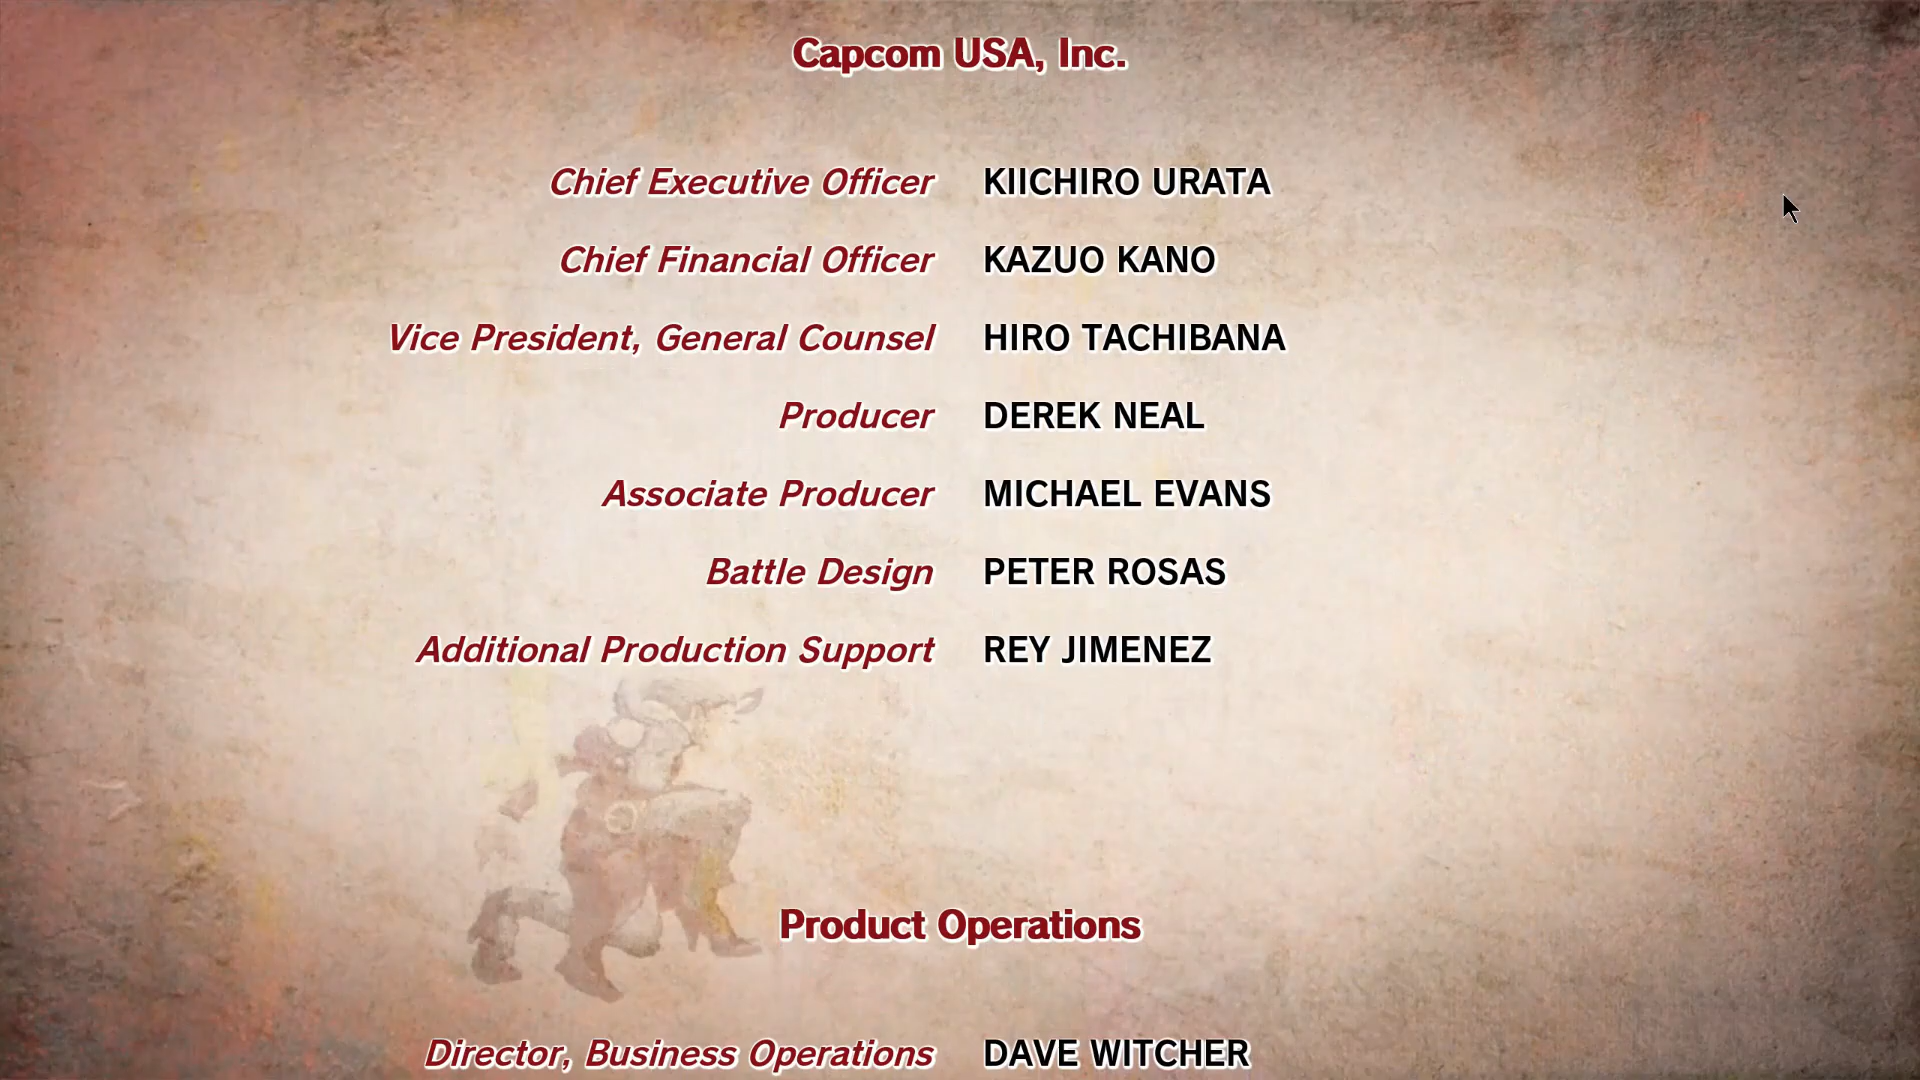 Capcom USA, Inc.
Chief Executive Officer KIICHIRO URATA
Chief Financial Officer KAZUO KANO
Vice President, General Counsel HIRO TACHIBANA
Producer DEREK NEAL
Associate Producer MICHAEL EVANS
Battle Design PETER ROSAS
Additional Production Support REY JIMENEZ
Product Operations
Director, Business Operations DAVE WITCHER